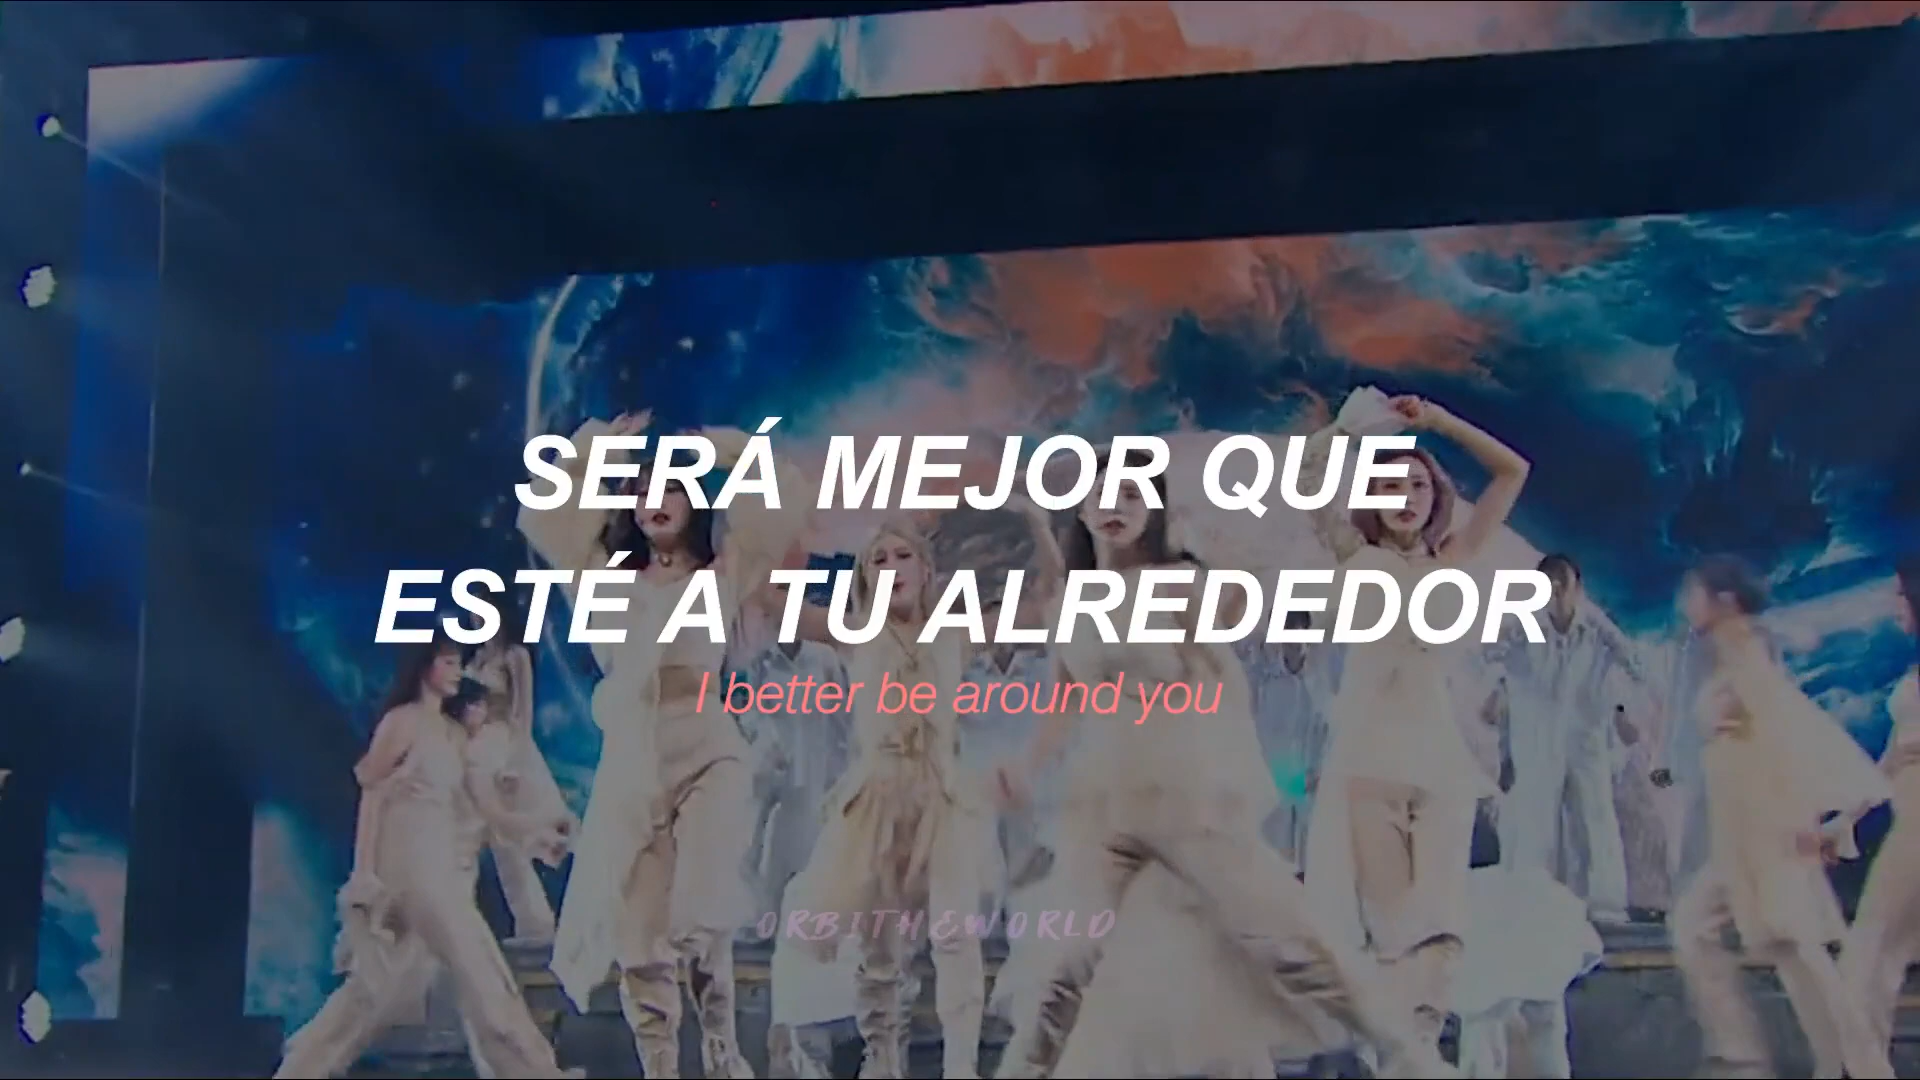 SERÁ MEJOR QUE
ESTÉ A TU ALREDEDOR
I better be around you
ORBITHEWORLD